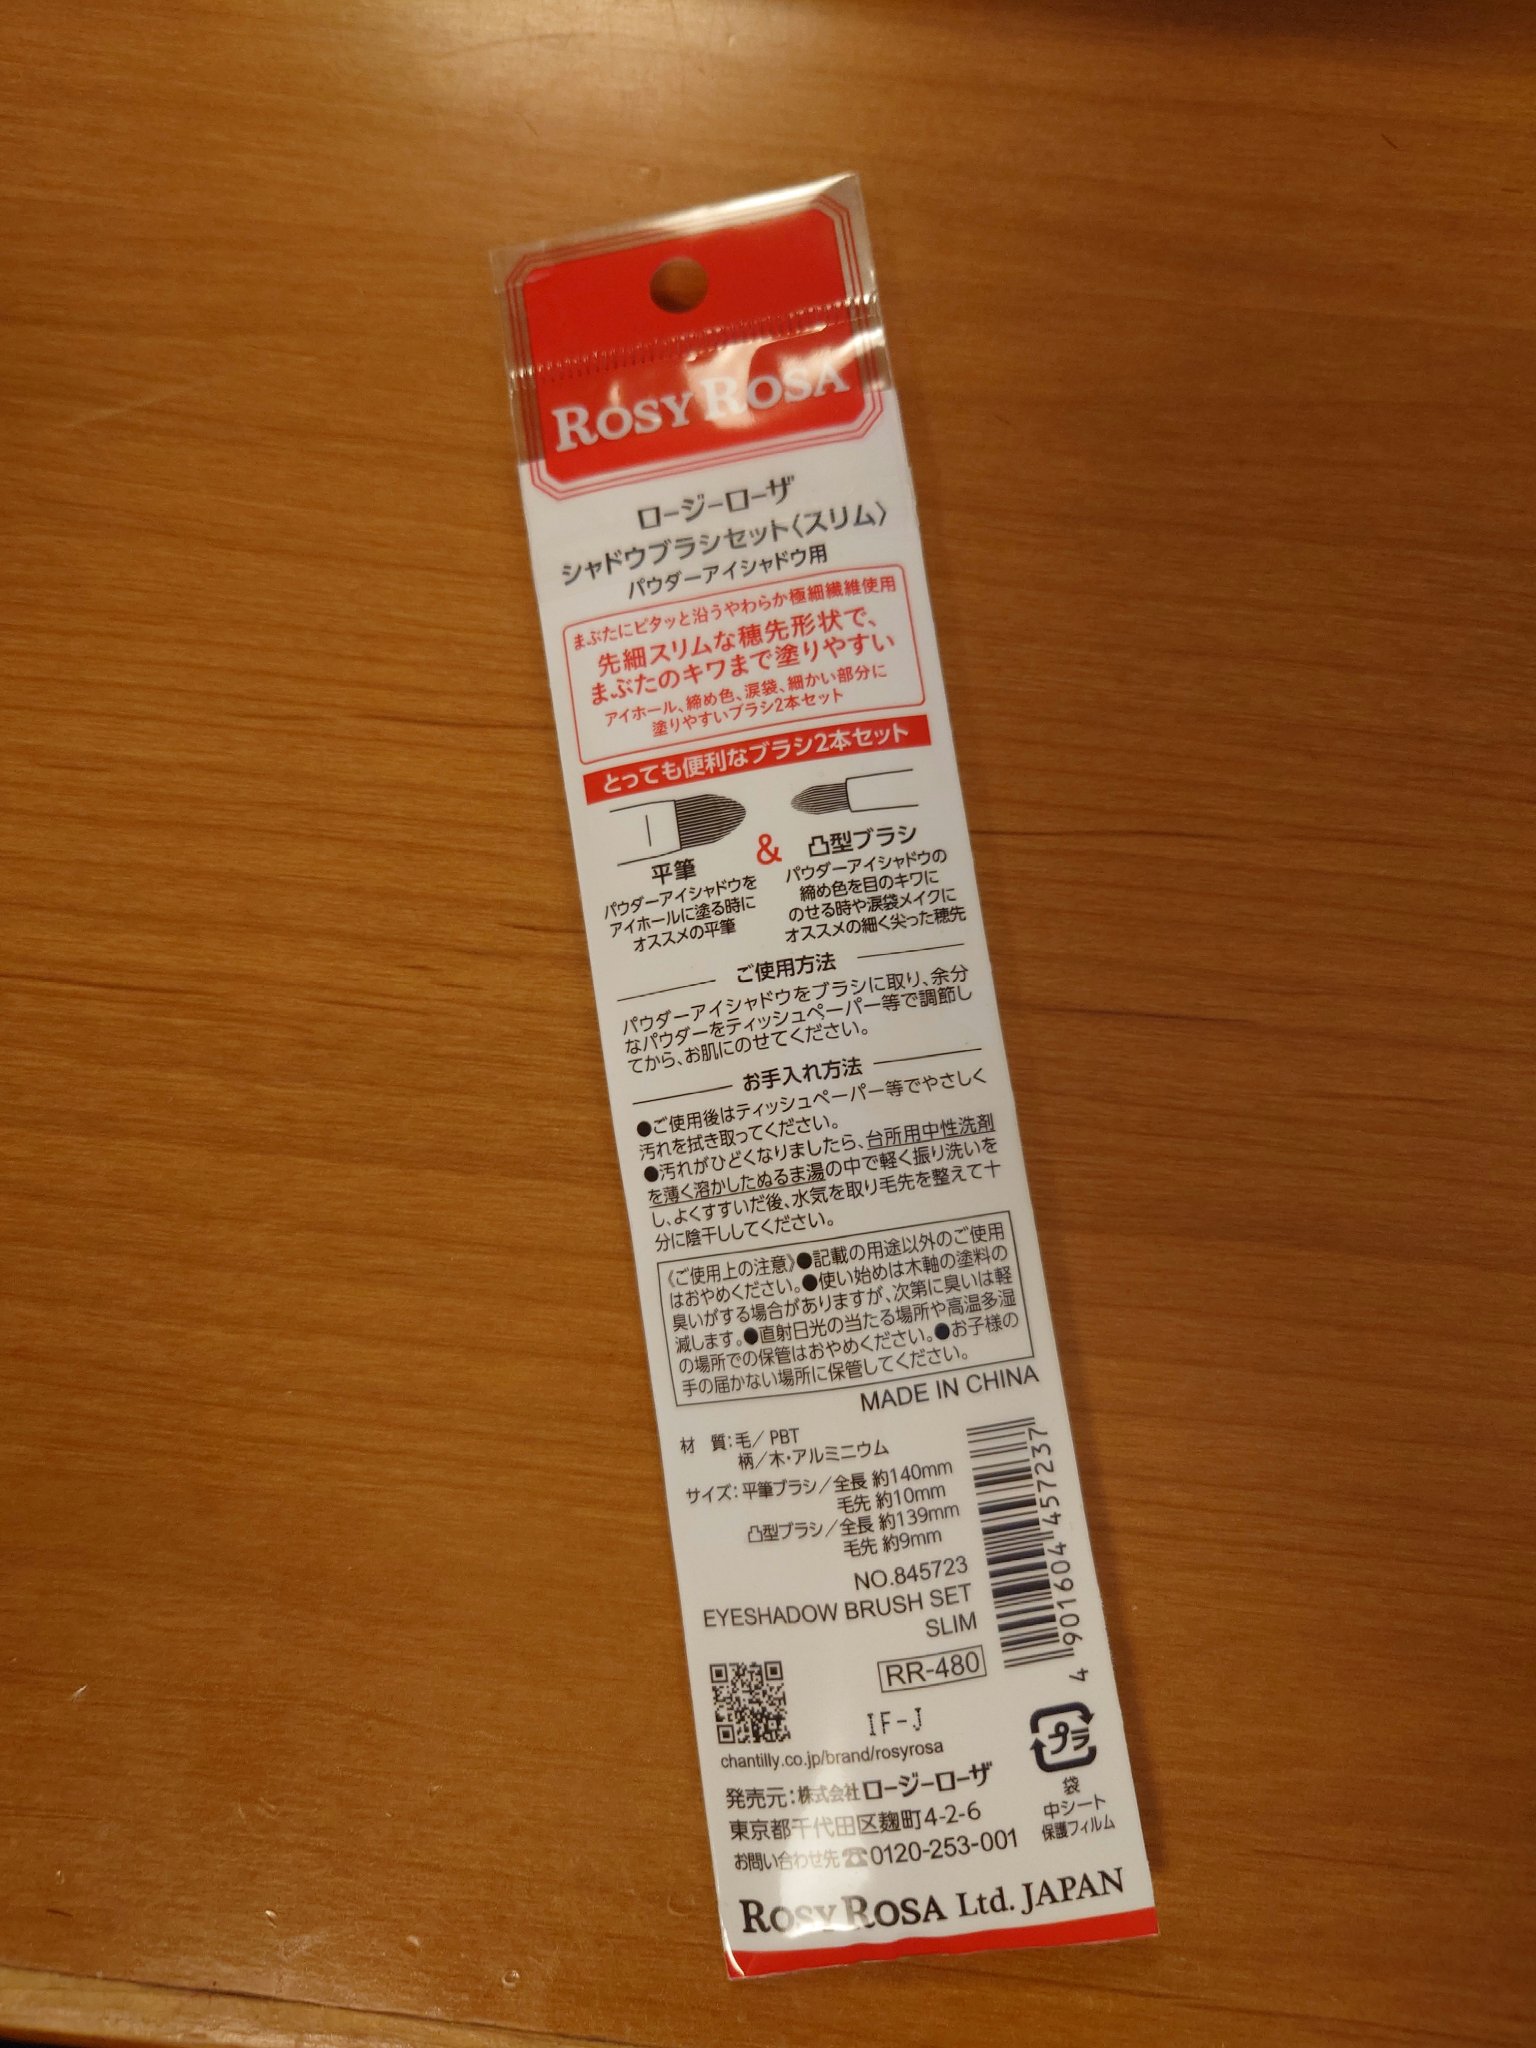 ROSY ROSA
ロージーローザ
シャドウブラシセット〈スリム〉
パウダーアイシャドウ用
まぶたにピタッと沿うやわらか極細繊維使用
先細スリムな穂先形状で、
まぶたのキワまで塗りやすい
アイホール、締め色、涙袋、細かい部分に
塗りやすいブラシ2本セット
とっても便利なブラシ2本セット
平筆
パウダーアイシャドウを
アイホールに塗る時に
オススメの平筆
&
凸型ブラシ
パウダーアイシャドウの
締め色を目のキワに
のせる時や涙袋メイクに
オススメの細く尖った穂先
ご使用方法
パウダーアイシャドウをブラシに取り、余分
なパウダーをティッシュペーパー等で調節し
てから、お肌にのせてください。
お手入れ方法
●ご使用後はティッシュペーパー等でやさしく
汚れを拭き取ってください。
●汚れがひどくなりましたら、台所用中性洗剤
を薄く溶かしたぬるま湯の中で軽く振り洗いを
し、よくすすいだ後、水気を取り毛先を整えて十
分に陰干ししてください。
《ご使用上の注意》●記載の用途以外のご使用
はおやめください。●使い始めは木軸の塗料の
臭いがする場合がありますが、次第に臭いは軽
減します。●直射日光の当たる場所や高温多湿
の場所での保管はおやめください。●お子様の
手の届かない場所に保管してください。
MADE IN CHINA
材 質:毛/PBT
柄/木・アルミニウム
サイズ:平筆ブラシ/全長 約140mm
毛先 約10mm
凸型ブラシ/全長 約139mm
毛先 約9mm
NO.845723
EYESHADOW BRUSH SET
SLIM
RR-480
4 901604 457237
IF-J
chantilly.co.jp/brand/rosyrosa
プラ
袋
中シート
保護フィルム
発売元:株式会社ロージーローザ
東京都千代田区麹町4-2-6
お問い合わせ先☎0120-253-001
ROSY ROSA Ltd. JAPAN